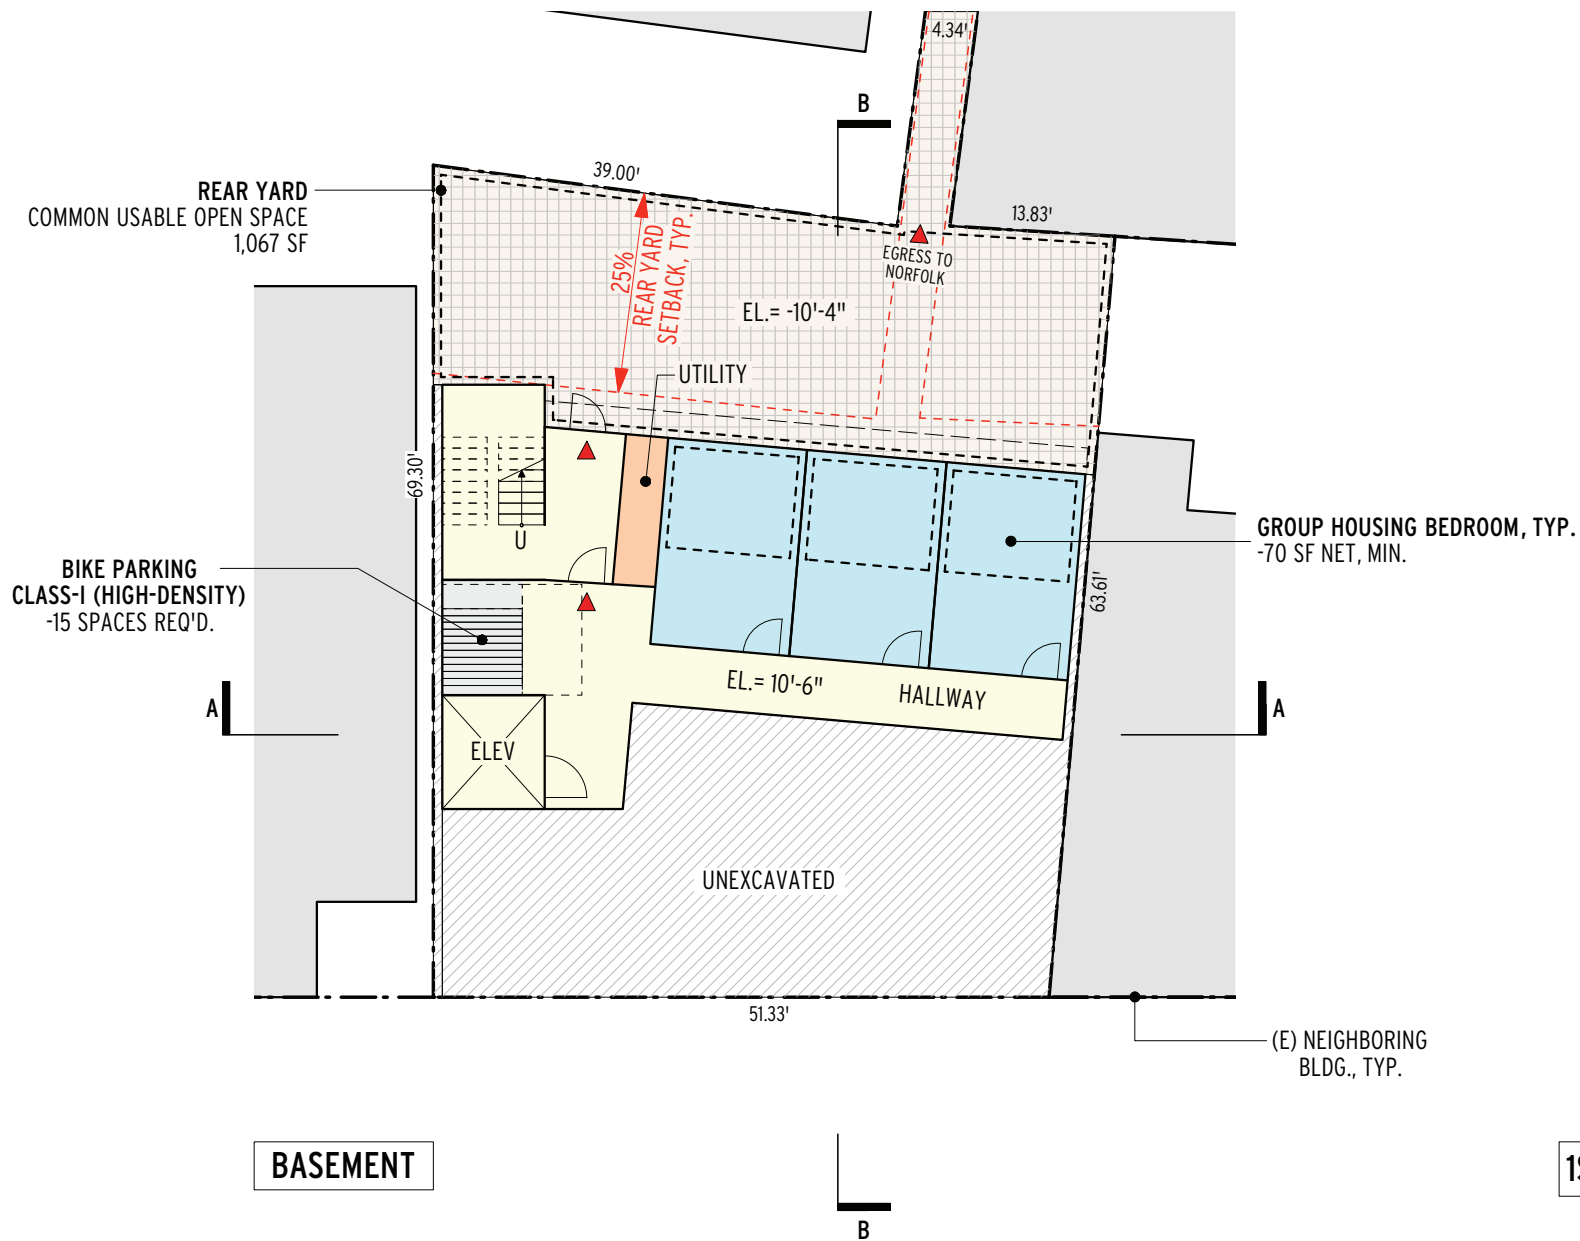 4.34'
B
39.00'
13.83'
REAR YARD
COMMON USABLE OPEN SPACE
1,067 SF
25%
REAR YARD
SETBACK, TYP.
EGRESS TO
NORFOLK
EL.= -10'-4"
UTILITY
69.30'
U
GROUP HOUSING BEDROOM, TYP.
-70 SF NET, MIN.
BIKE PARKING
CLASS-I (HIGH-DENSITY)
-15 SPACES REQ'D.
63.61'
EL.= 10'-6"
HALLWAY
A
A
ELEV
UNEXCAVATED
51.33'
(E) NEIGHBORING
BLDG., TYP.
BASEMENT
B